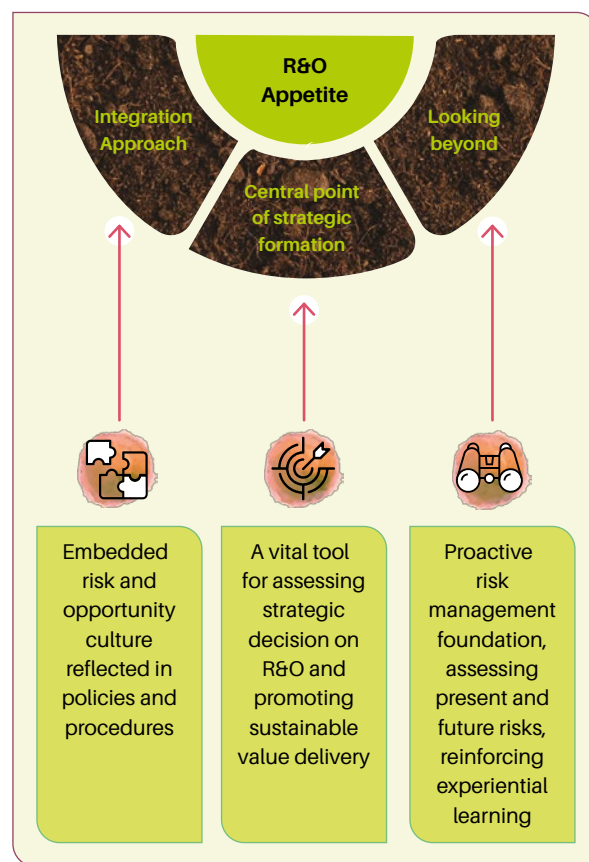 R&O
Appetite
Integration
Approach
Central point
of strategic
formation
Looking
beyond
Embedded
risk and
opportunity
culture
reflected in
policies and
procedures
A vital tool
for assessing
strategic
decision on
R&O and
promoting
sustainable
value delivery
Proactive
risk
management
foundation,
assessing
present and
future risks,
reinforcing
experiential
learning